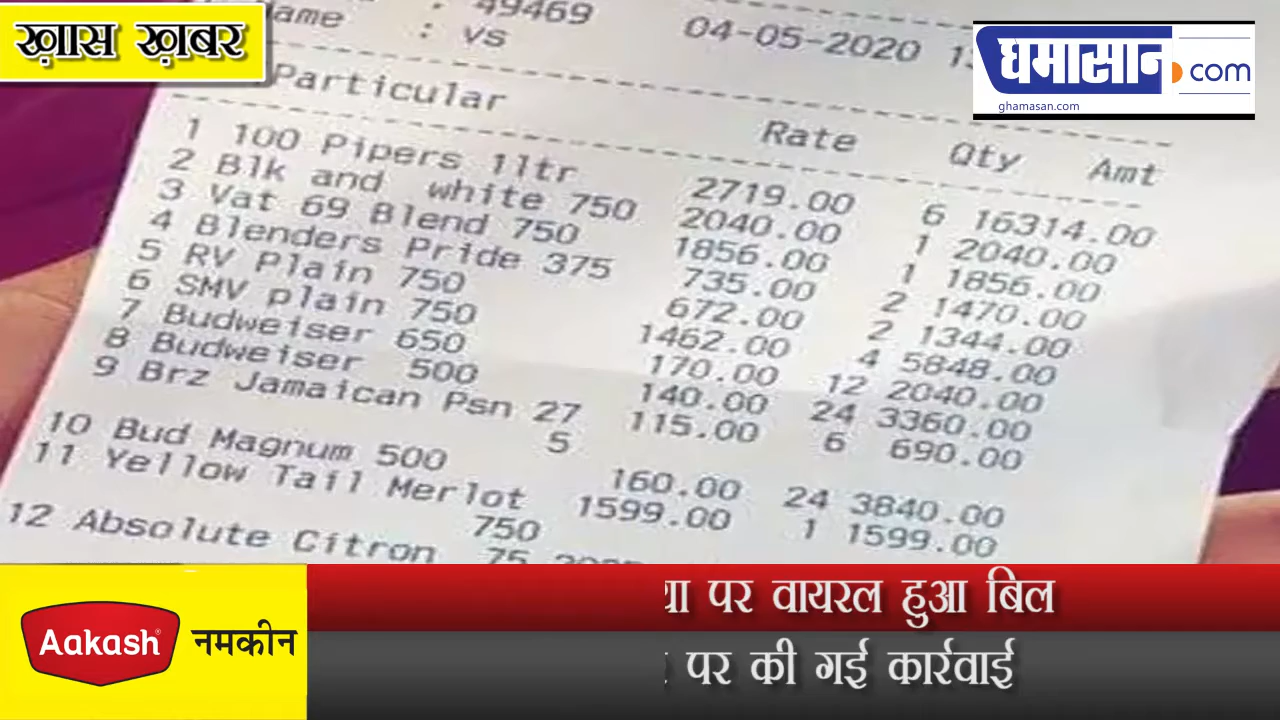 ख़ास ख़बर
घमासान.com
ghamasan.com
: 49469 04-05-2020
: vs
Particular Rate Qty Amt
1 100 Pipers 1ltr 2719.00 6 16314.00
2 Blk and white 750 2040.00 1 2040.00
3 Vat 69 Blend 750 1856.00 1 1856.00
4 Blenders Pride 375 735.00 2 1470.00
5 RV Plain 750 672.00 2 1344.00
6 SMV plain 750 1462.00 4 5848.00
7 Budweiser 650 170.00 12 2040.00
8 Budweiser 500 140.00 24 3360.00
9 Brz Jamaican Psn 27 115.00 6 690.00
5
10 Bud Magnum 500 160.00 24 3840.00
11 Yellow Tail Merlot 1599.00 1 1599.00
750
12 Absolute Citron 75
पर वायरल हुआ बिल
पर की गई कार्रवाई
Aakash नमकीन